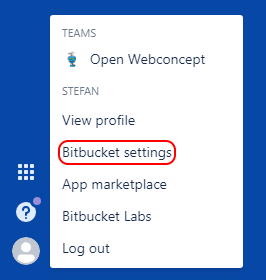 TEAMS
Open Webconcept
STEFAN
View profile
Bitbucket settings
App marketplace
Bitbucket Labs
Log out
?